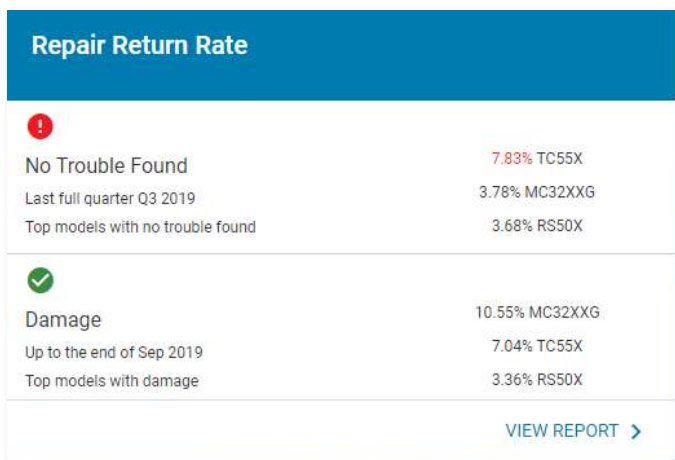 Repair Return Rate
No Trouble Found
Last full quarter Q3 2019
Top models with no trouble found
7.83% TC55X
3.78% MC32XXG
3.68% RS50X
Damage
Up to the end of Sep 2019
Top models with damage
10.55% MC32XXG
7.04% TC55X
3.36% RS50X
VIEW REPORT